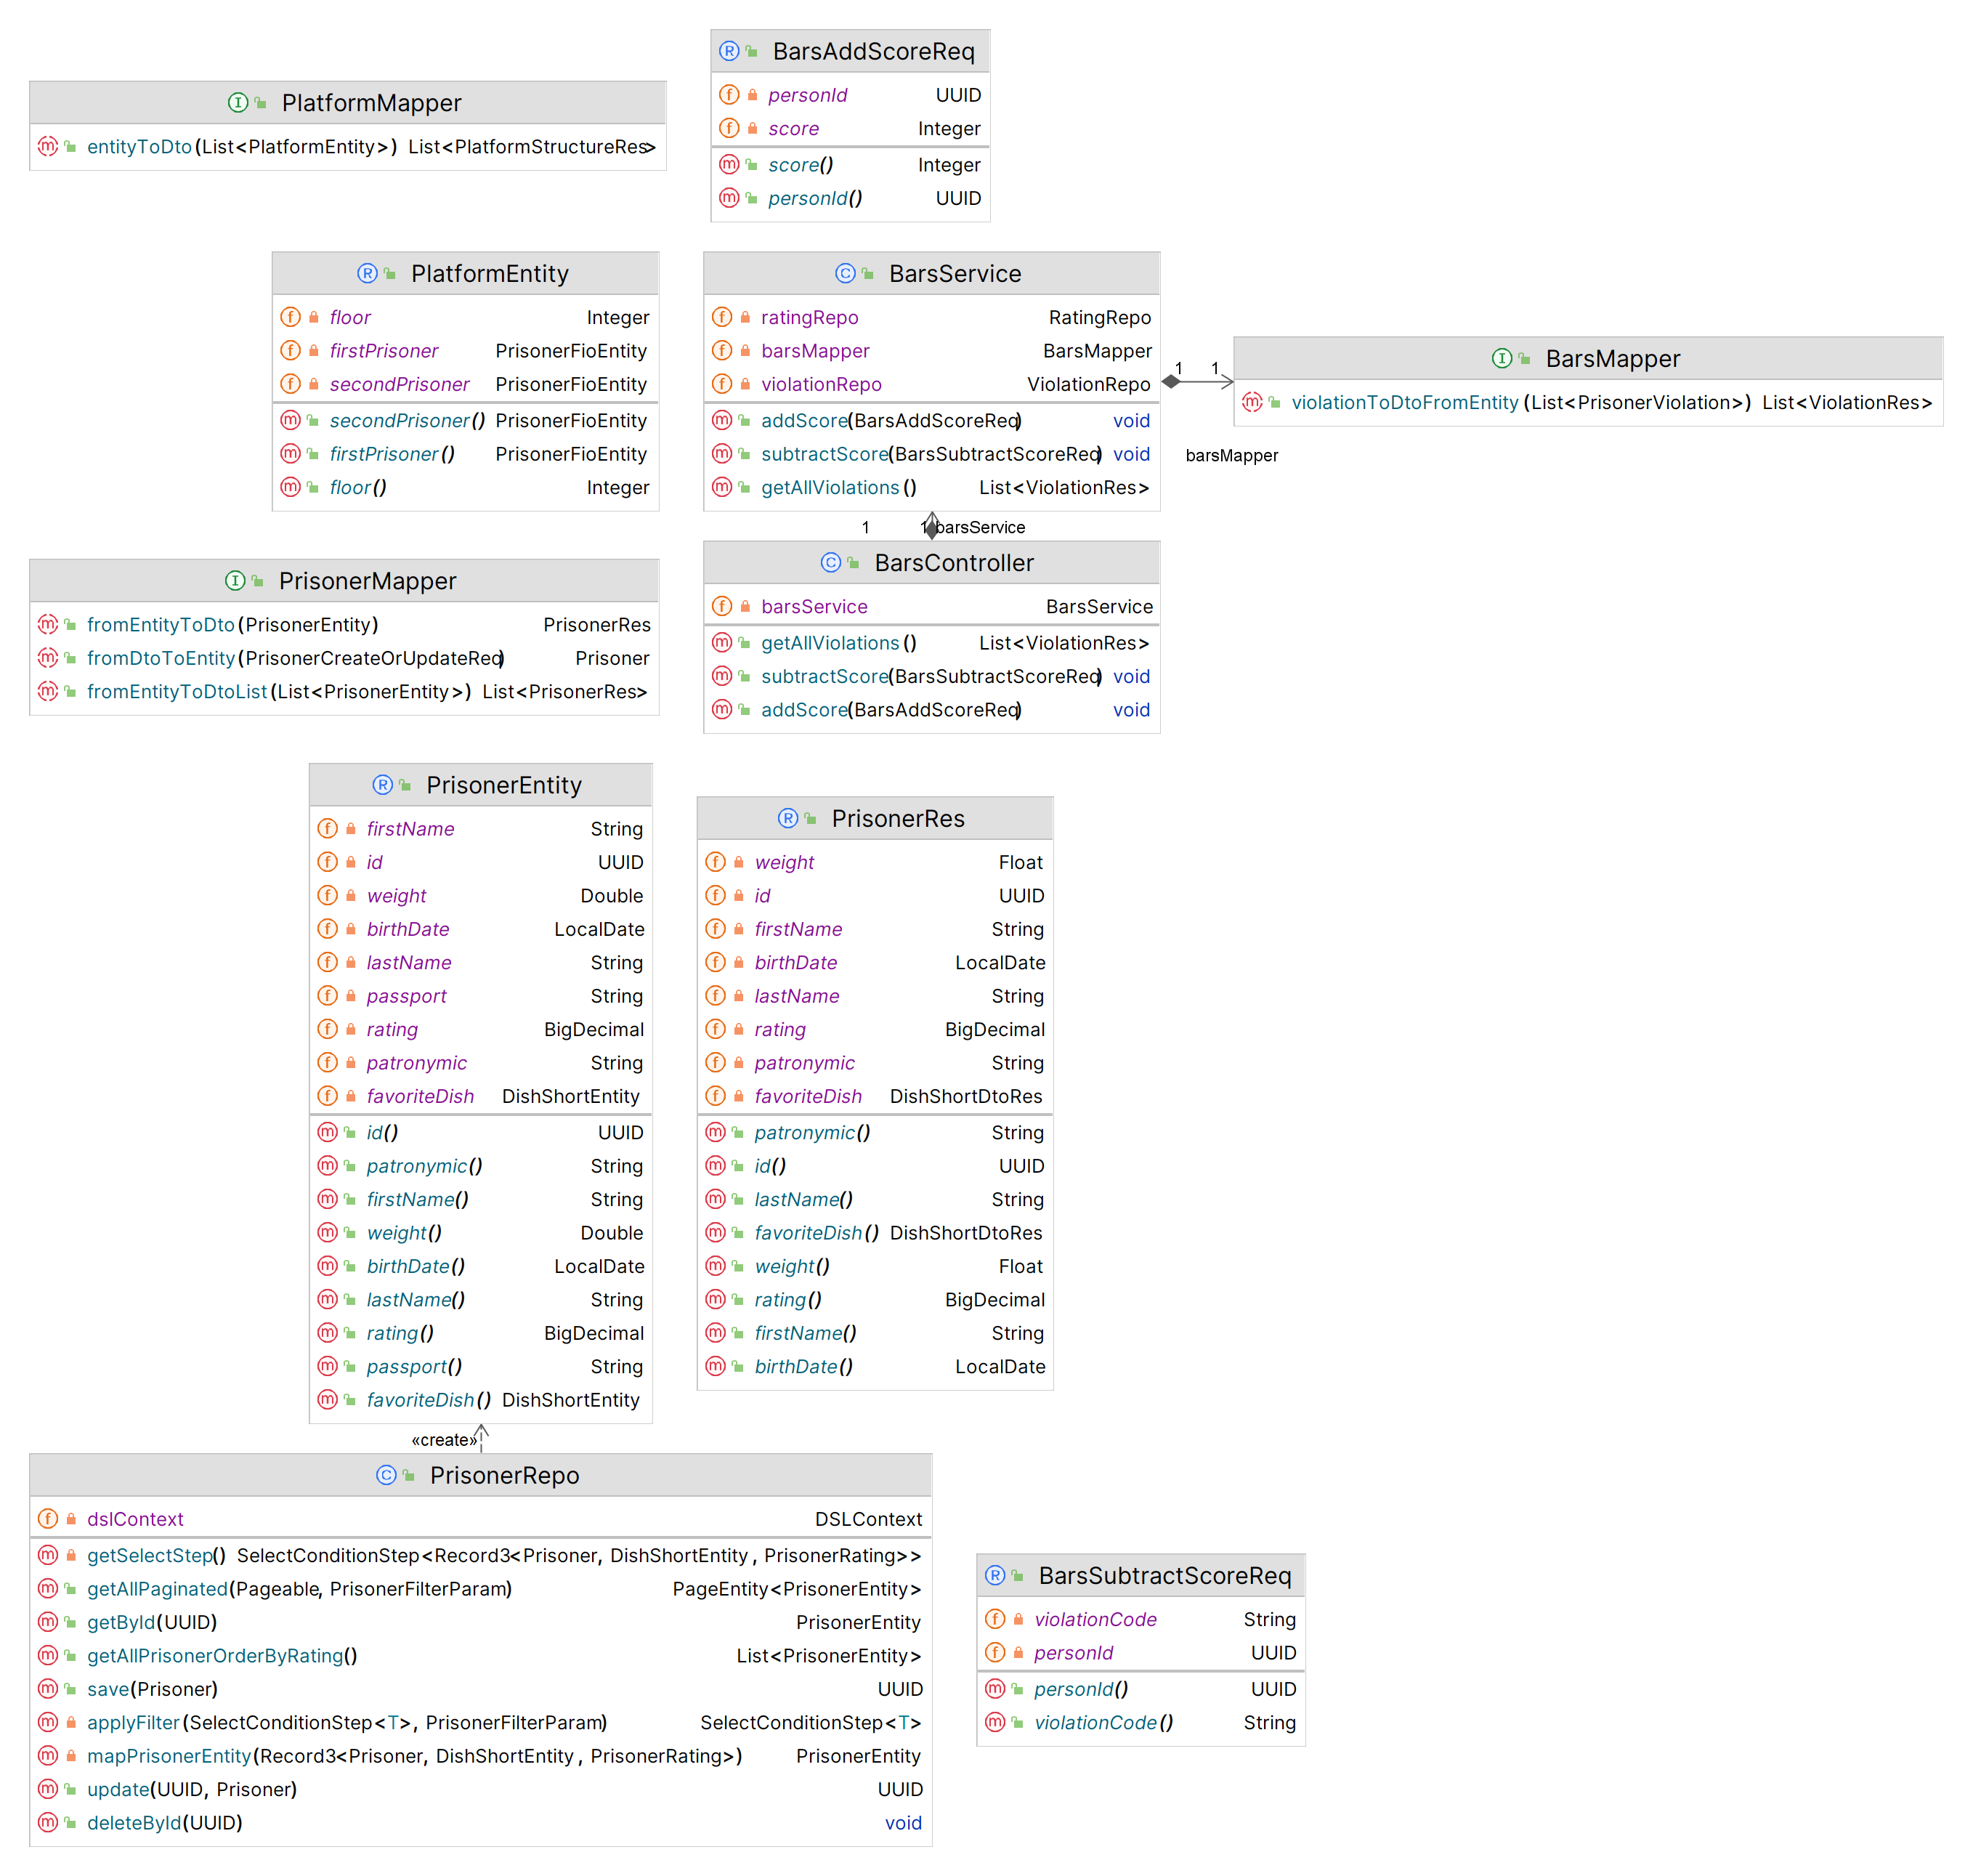 BarsAddScoreReq
personId UUID
score Integer
score() Integer
personId() UUID
PlatformMapper
entityToDto(List<PlatformEntity>) List<PlatformStructureRes>
PlatformEntity
floor Integer
firstPrisoner PrisonerFioEntity
secondPrisoner PrisonerFioEntity
secondPrisoner() PrisonerFioEntity
firstPrisoner() PrisonerFioEntity
floor() Integer
BarsService
ratingRepo RatingRepo
barsMapper BarsMapper
violationRepo ViolationRepo
addScore(BarsAddScoreReq) void
subtractScore(BarsSubtractScoreReq) void
getAllViolations() List<ViolationRes>
1 1
barsMapper
BarsMapper
violationToDtoFromEntity(List<PrisonerViolation>) List<ViolationRes>
1 1 barsService
BarsController
barsService BarsService
getAllViolations() List<ViolationRes>
subtractScore(BarsSubtractScoreReq) void
addScore(BarsAddScoreReq) void
PrisonerMapper
fromEntityToDto(PrisonerEntity) PrisonerRes
fromDtoToEntity(PrisonerCreateOrUpdateReq) Prisoner
fromEntityToDtoList(List<PrisonerEntity>) List<PrisonerRes>
PrisonerEntity
firstName String
id UUID
weight Double
birthDate LocalDate
lastName String
passport String
rating BigDecimal
patronymic String
favoriteDish DishShortEntity
id() UUID
patronymic() String
firstName() String
weight() Double
birthDate() LocalDate
lastName() String
rating() BigDecimal
passport() String
favoriteDish() DishShortEntity
PrisonerRes
weight Float
id UUID
firstName String
birthDate LocalDate
lastName String
rating BigDecimal
patronymic String
favoriteDish DishShortDtoRes
patronymic() String
id() UUID
lastName() String
favoriteDish() DishShortDtoRes
weight() Float
rating() BigDecimal
firstName() String
birthDate() LocalDate
«create»
PrisonerRepo
dslContext DSLContext
getSelectStep() SelectConditionStep<Record3<Prisoner, DishShortEntity, PrisonerRating>>
getAllPaginated(Pageable, PrisonerFilterParam) PageEntity<PrisonerEntity>
getById(UUID) PrisonerEntity
getAllPrisonerOrderByRating() List<PrisonerEntity>
save(Prisoner) UUID
applyFilter(SelectConditionStep<T>, PrisonerFilterParam) SelectConditionStep<T>
mapPrisonerEntity(Record3<Prisoner, DishShortEntity, PrisonerRating>) PrisonerEntity
update(UUID, Prisoner) UUID
deleteById(UUID) void
BarsSubtractScoreReq
violationCode String
personId UUID
personId() UUID
violationCode() String